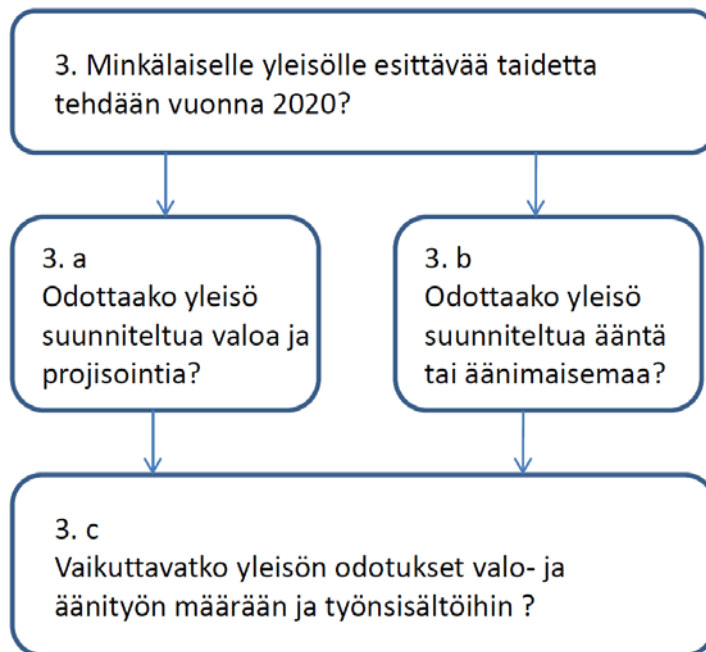 3. Minkälaiselle yleisölle esittävää taidetta
tehdään vuonna 2020?
3. a
Odottaako yleisö
suunniteltua valoa ja
projisointia?
3. b
Odottaako yleisö
suunniteltua ääntä
tai äänimaisemaa?
3. c
Vaikuttavatko yleisön odotukset valo- ja
äänityön määrään ja työnsisältöihin ?